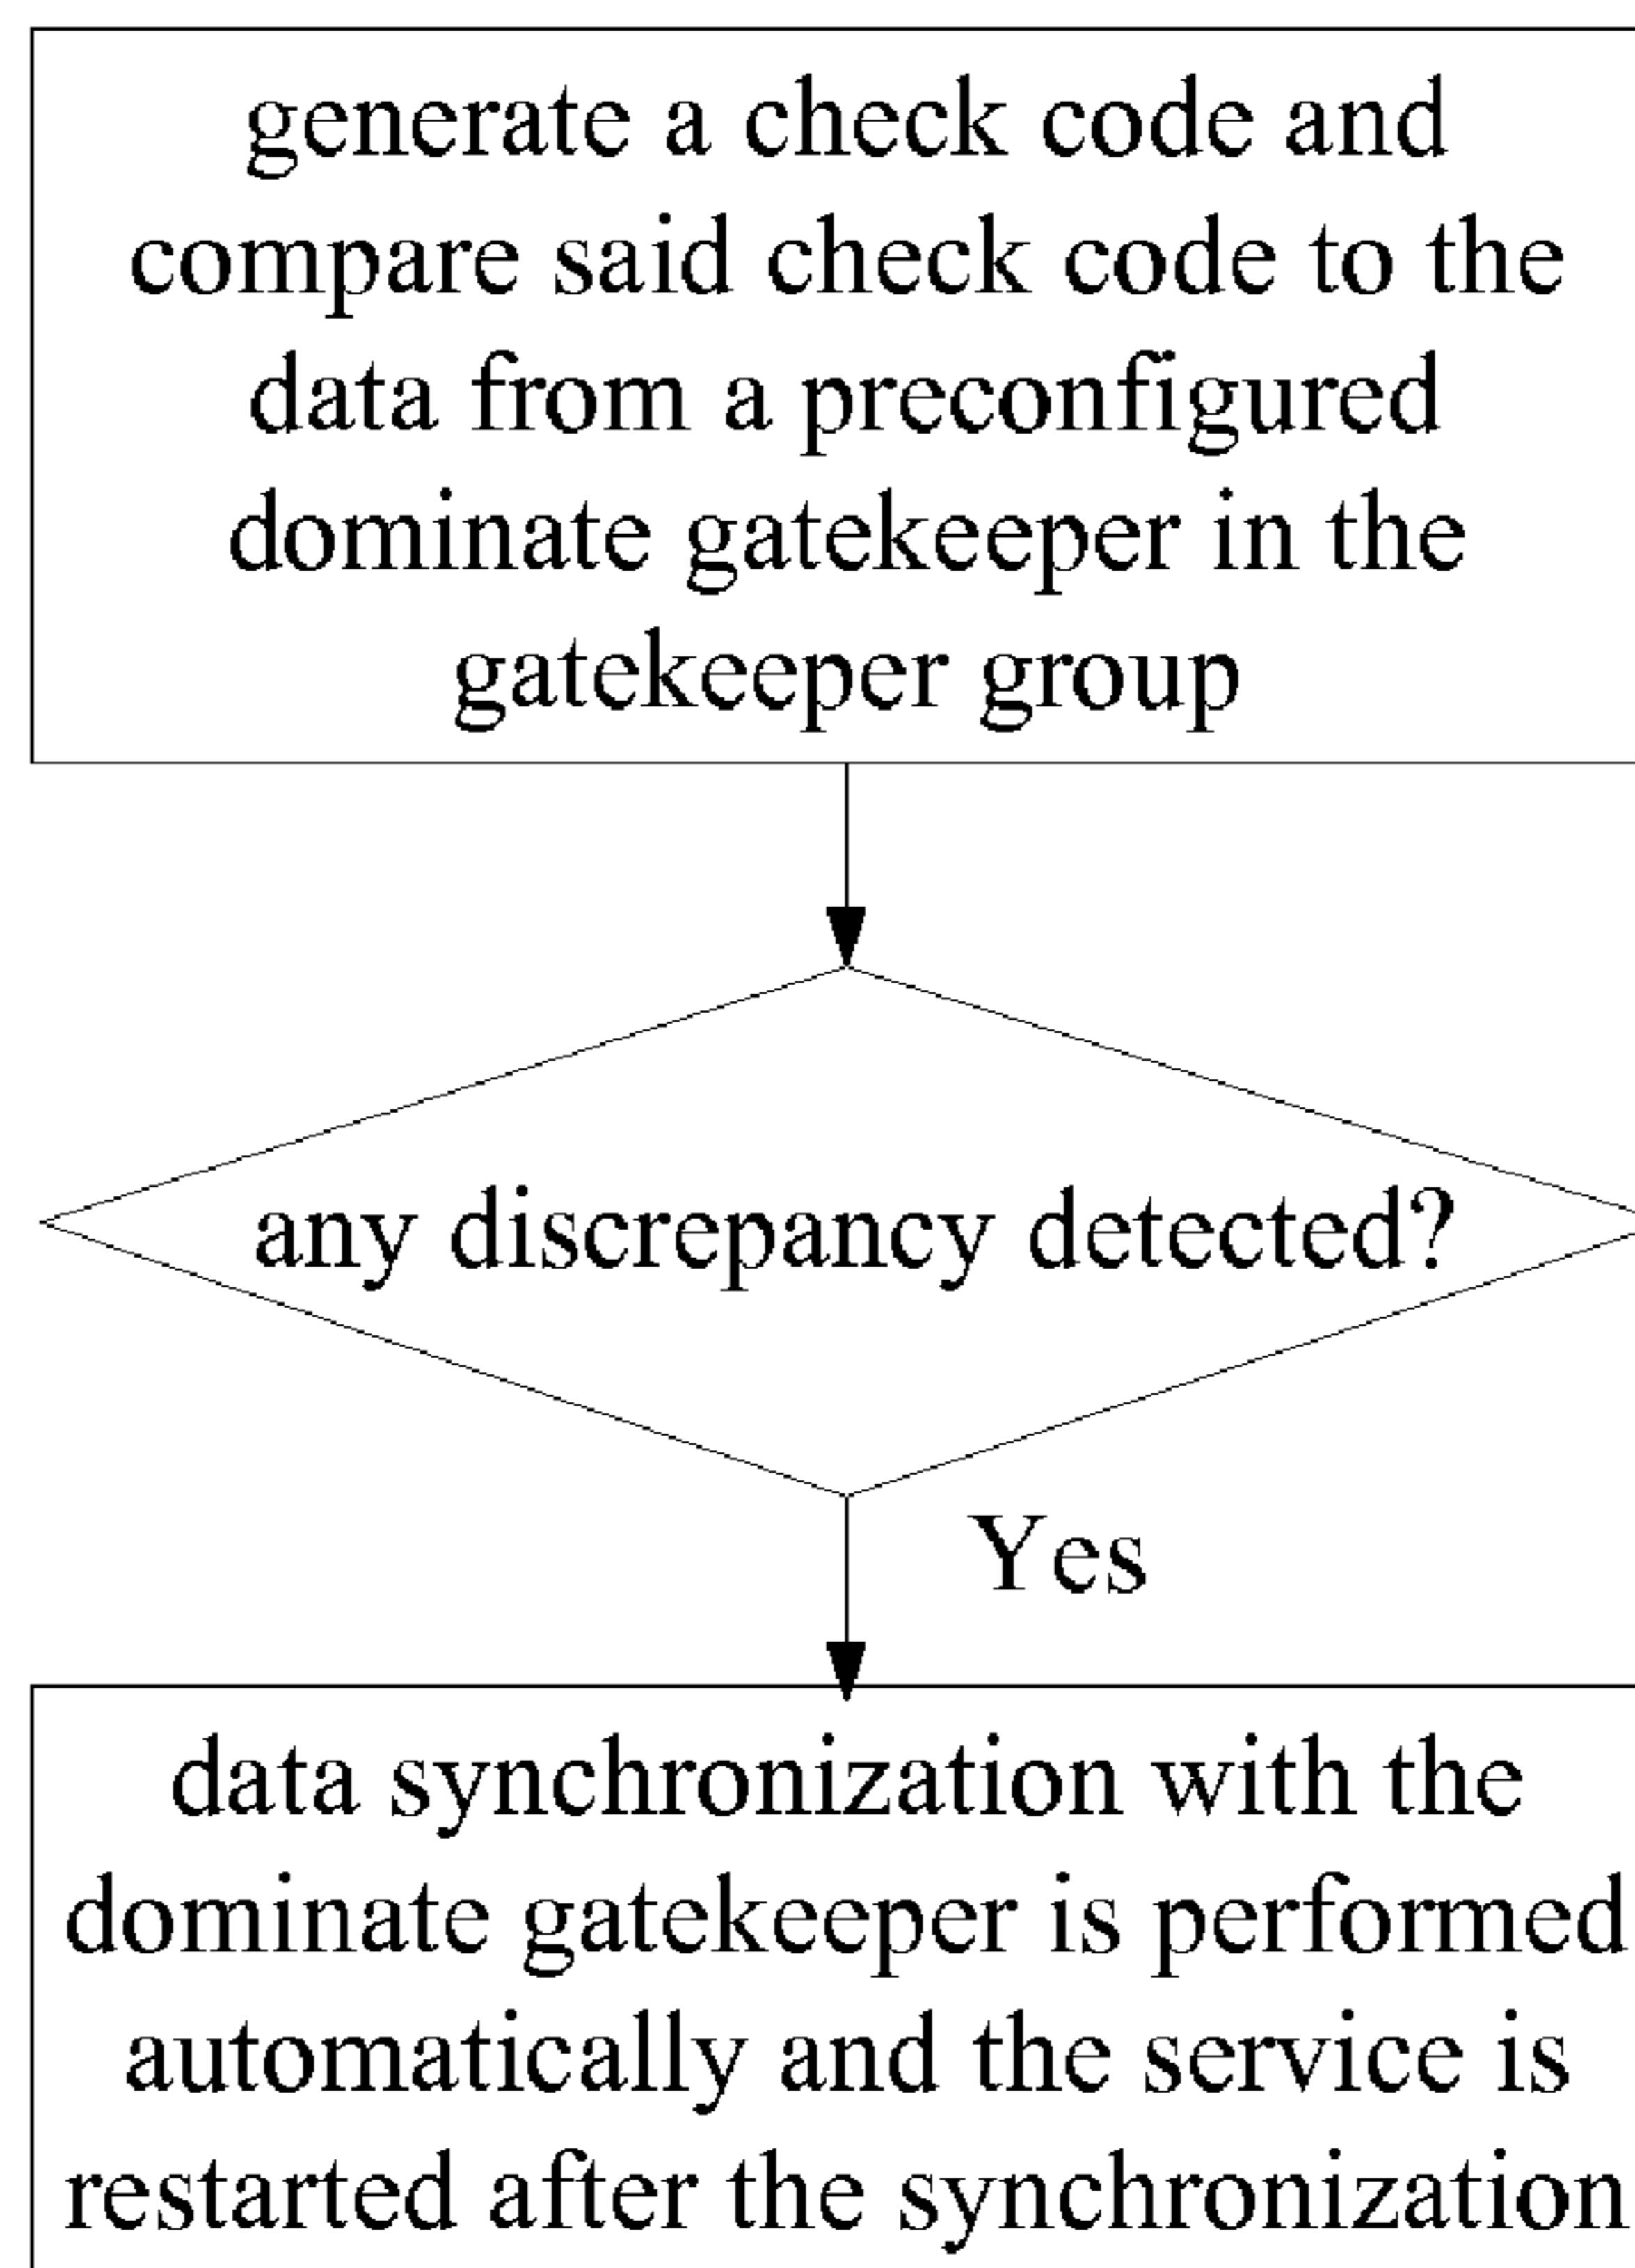 generate a check code and
compare said check code to the
data from a preconfigured
dominate gatekeeper in the
gatekeeper group
any discrepancy detected?
Yes
data synchronization with the
dominate gatekeeper is performed
automatically and the service is
restarted after the synchronization